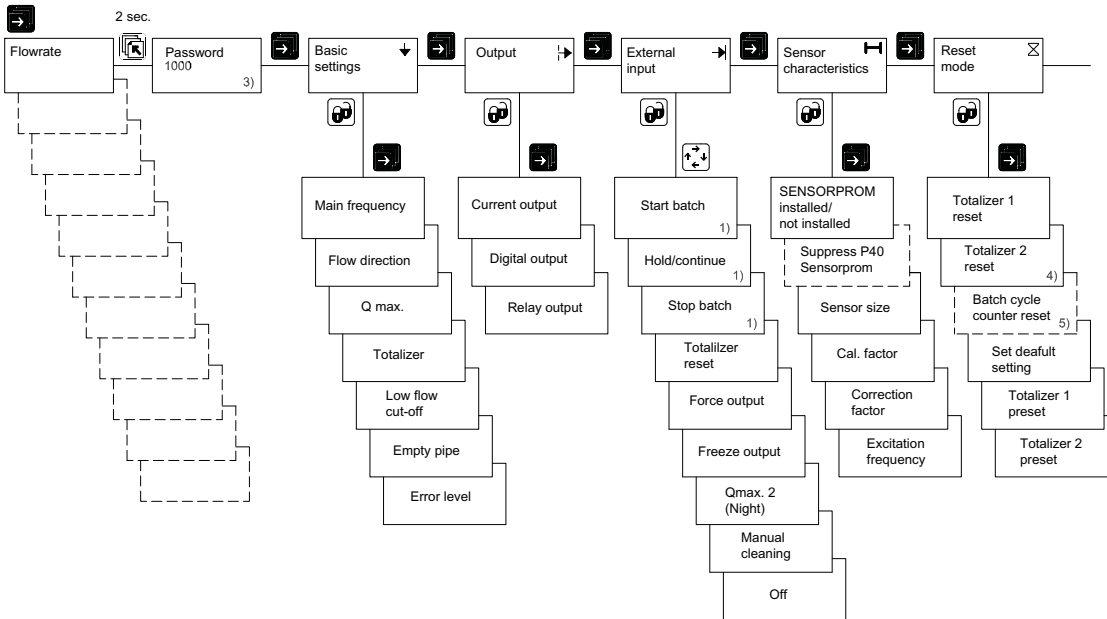 2 sec.
Flowrate
Password
1000
3)
Basic
settings
Output
External
input
Sensor
characteristics
Reset
mode
Main frequency
Flow direction
Q max.
Totalizer
Low flow
cut-off
Empty pipe
Error level
Current output
Digital output
Relay output
Start batch
1)
Hold/continue
1)
Stop batch
1)
Totalilzer
reset
Force output
Freeze output
Qmax. 2
(Night)
Manual
cleaning
Off
SENSORPROM
installed/
not installed
Suppress P40
Sensorprom
Sensor size
Cal. factor
Correction
factor
Excitation
frequency
Totalizer 1
reset
Totalizer 2
reset
4)
Batch cycle
counter reset
5)
Set deafult
setting
Totalizer 1
preset
Totalizer 2
preset